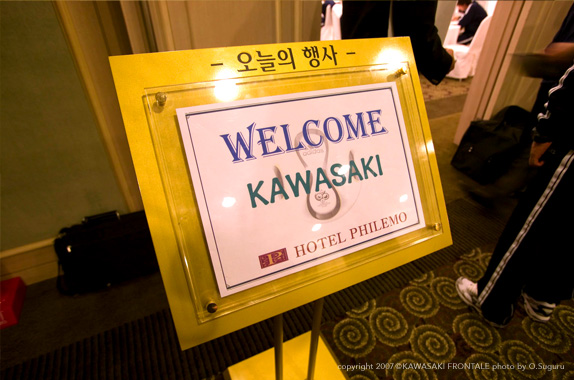 - 오늘의 행사 -
WELCOME
KAWASAKI
HOTEL PHILEMO
copyright 2007 ©KAWASAKI FRONTALE photo by O.Suguru